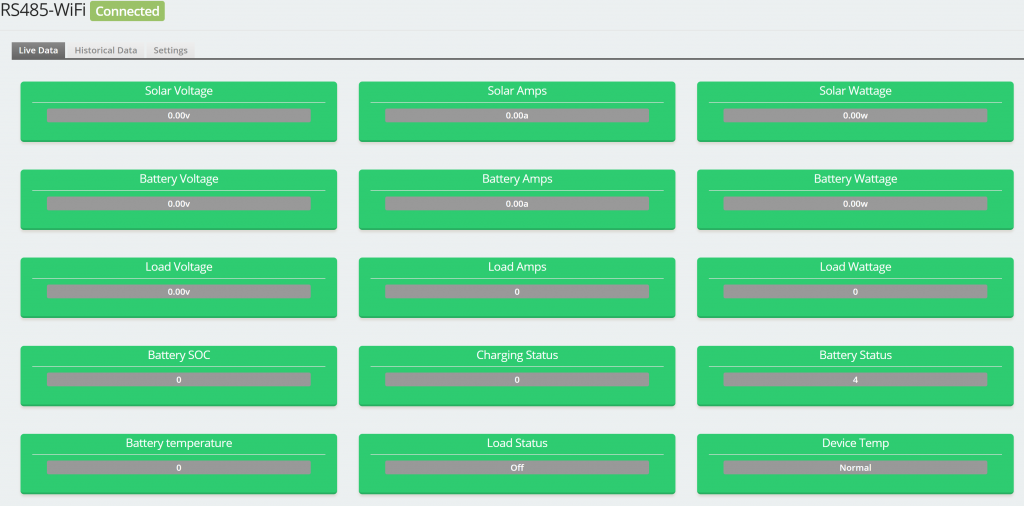 RS485-WiFi Connected
Live Data Historical Data Settings
Solar Voltage Solar Amps Solar Wattage
0.00v 0.00a 0.00w
Battery Voltage Battery Amps Battery Wattage
0.00v 0.00a 0.00w
Load Voltage Load Amps Load Wattage
0.00v 0 0
Battery SOC Charging Status Battery Status
0 0 4
Battery temperature Load Status Device Temp
0 Off Normal